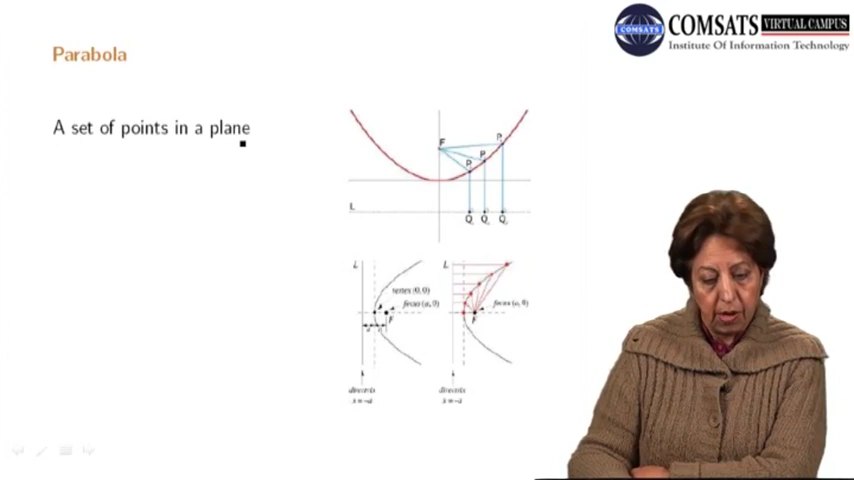 COMSATS VIRTUAL CAMPUS
COMSATS
Institute Of Information Technology
Parabola
A set of points in a plane
F
P
P
P
L
Q
Q
Q
L
vertex (0,0)
focus (a, 0)
F
directrix
x = -a
L
focus (a, 0)
F
directrix
x = -a